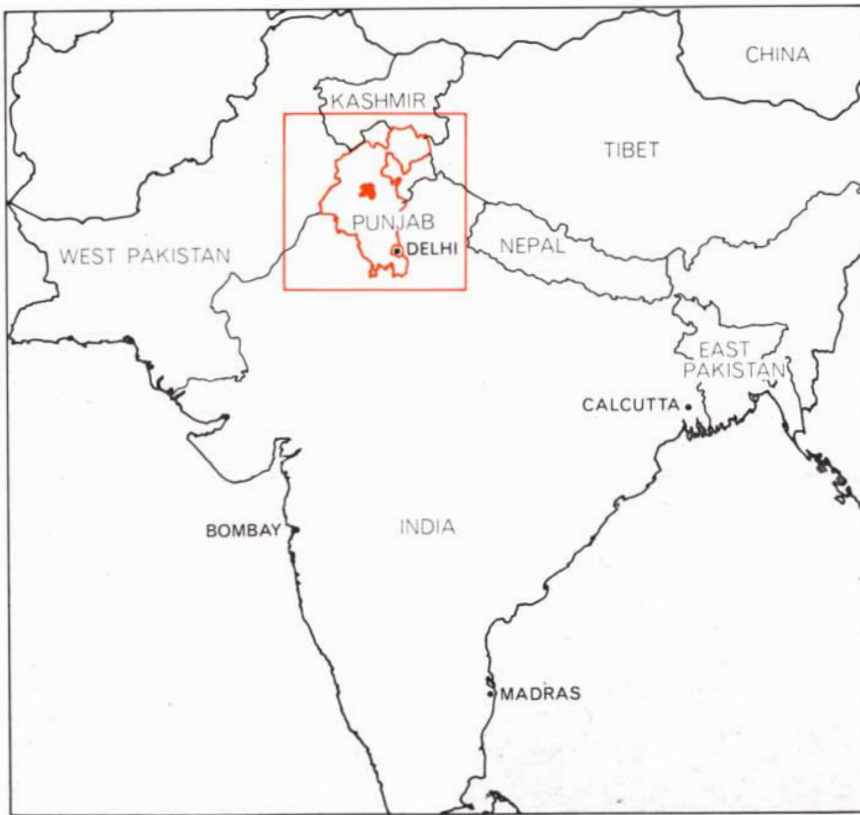 CHINA
KASHMIR
TIBET
PUNJAB
WEST PAKISTAN
DELHI
NEPAL
EAST
PAKISTAN
CALCUTTA
BOMBAY
INDIA
MADRAS